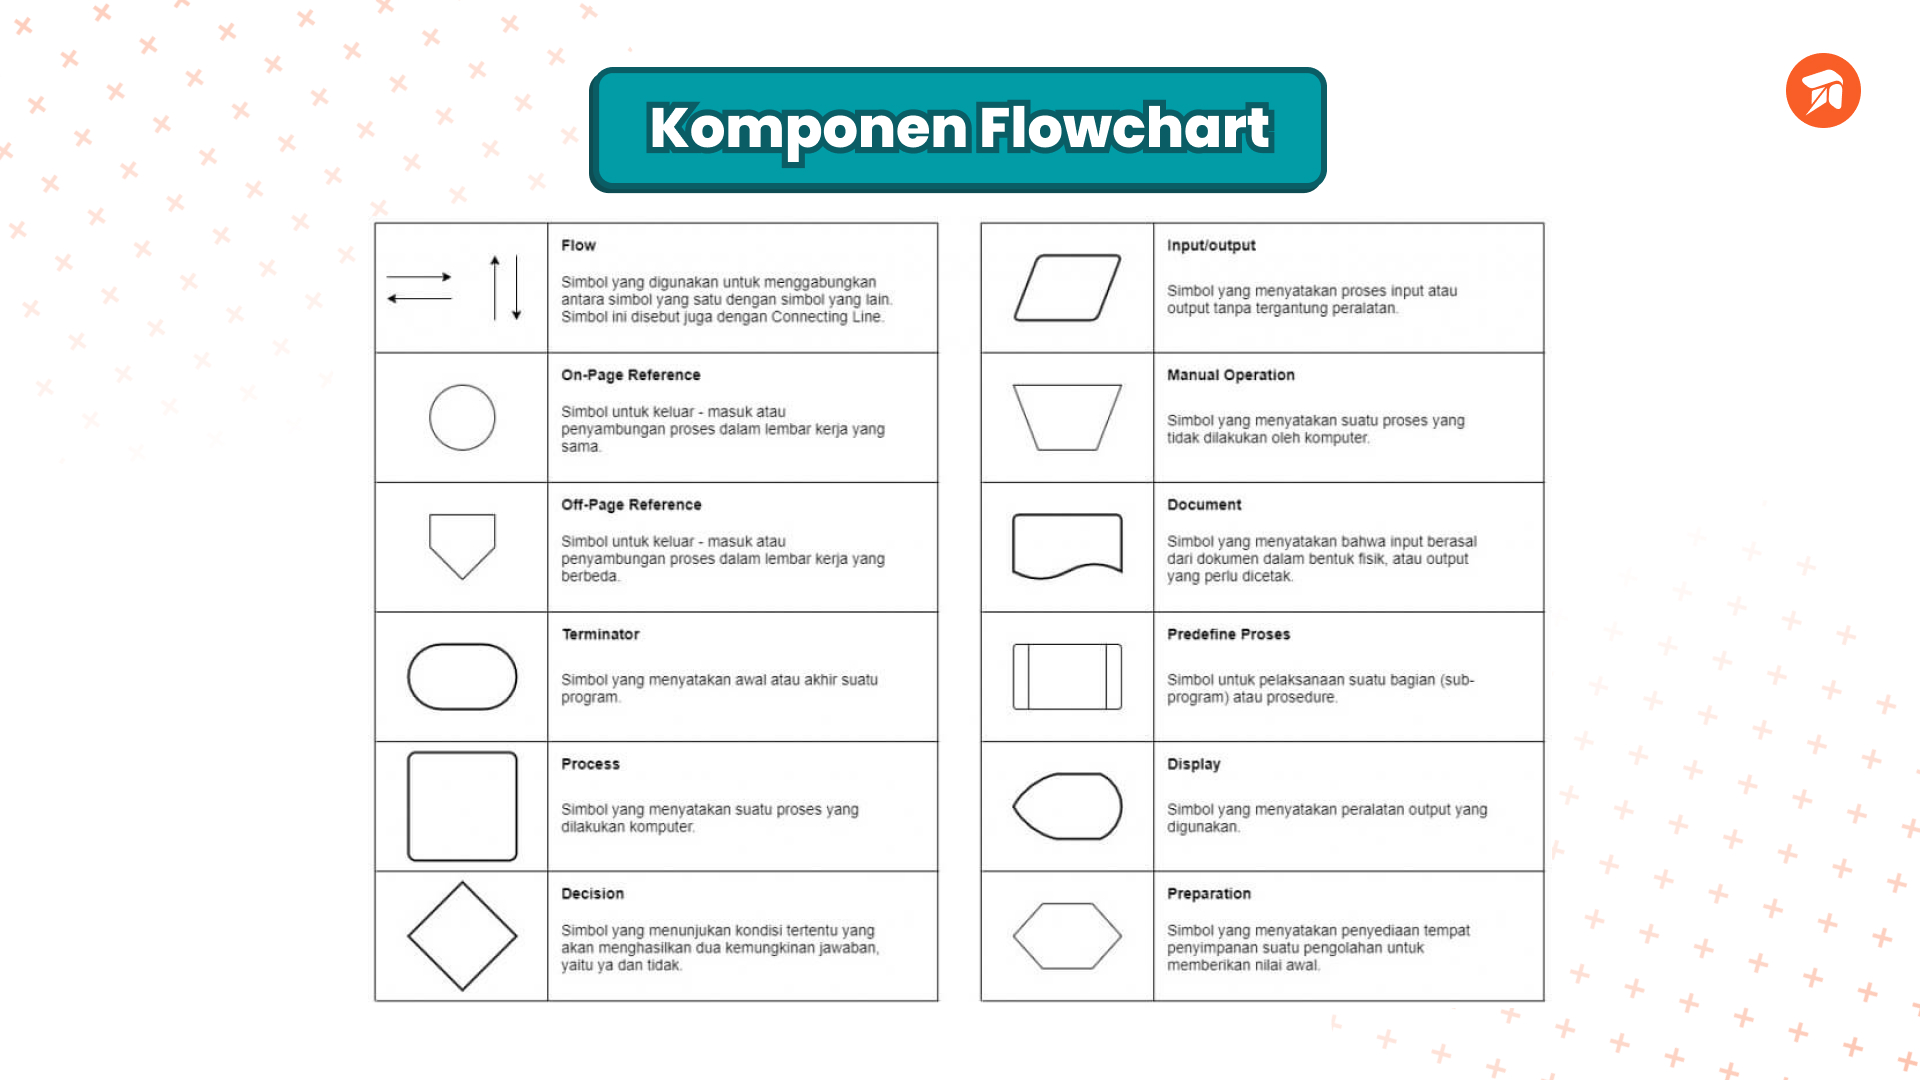 Komponen Flowchart
Flow
Simbol yang digunakan untuk menggabungkan
antara simbol yang satu dengan simbol yang lain.
Simbol ini disebut juga dengan Connecting Line.
On-Page Reference
Simbol untuk keluar - masuk atau
penyambungan proses dalam lembar kerja yang
sama.
Off-Page Reference
Simbol untuk keluar - masuk atau
penyambungan proses dalam lembar kerja yang
berbeda.
Terminator
Simbol yang menyatakan awal atau akhir suatu
program.
Process
Simbol yang menyatakan suatu proses yang
dilakukan komputer.
Decision
Simbol yang menunjukan kondisi tertentu yang
akan menghasilkan dua kemungkinan jawaban,
yaitu ya dan tidak.
Input/output
Simbol yang menyatakan proses input atau
output tanpa tergantung peralatan.
Manual Operation
Simbol yang menyatakan suatu proses yang
tidak dilakukan oleh komputer.
Document
Simbol yang menyatakan bahwa input berasal
dari dokumen dalam bentuk fisik, atau output
yang perlu dicetak.
Predefine Proses
Simbol untuk pelaksanaan suatu bagian (sub-
program) atau prosedure.
Display
Simbol yang menyatakan peralatan output yang
digunakan.
Preparation
Simbol yang menyatakan penyediaan tempat
penyimpanan suatu pengolahan untuk
memberikan nilai awal.